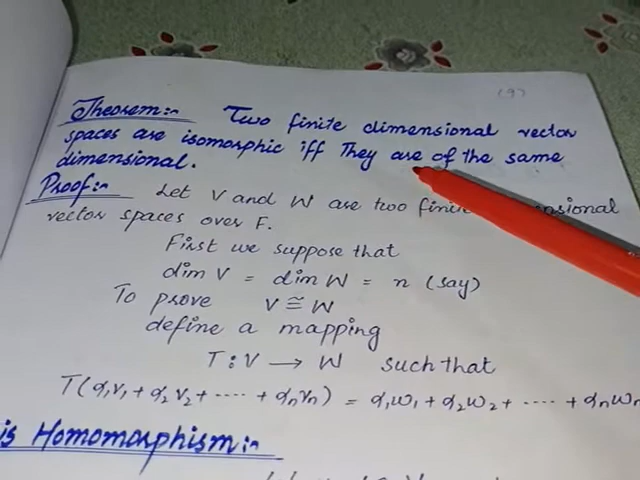 (9)
Theorem:- Two finite dimensional vector
spaces are isomorphic iff They are of the same
dimensional.
Proof:- Let V and W are two finite
vector spaces over F.
First we suppose that
dim V = dim W = n (say)
To prove V ≅ W
define a mapping
T : V → W such that
T(α₁v₁ + α₂v₂ + ---- + αₙvₙ) = α₁w₁ + α₂w₂ + ---- + αₙwₙ
is Homomorphism:-